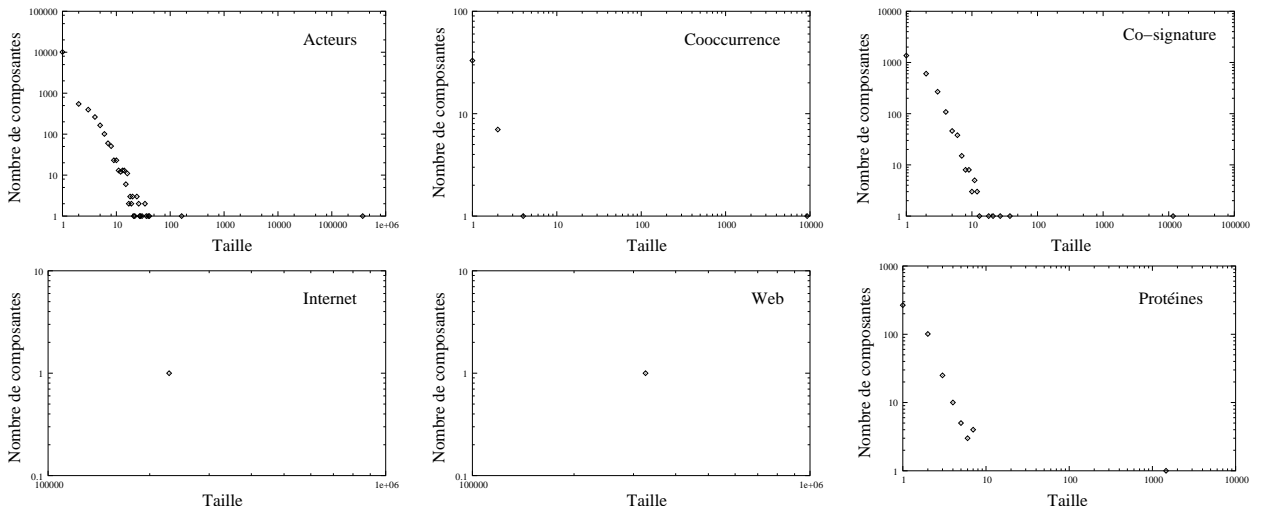 Acteurs
Nombre de composantes
100000
10000
1000
100
10
1
1 10 100 1000 10000 100000 1e+06
Taille
Cooccurrence
Nombre de composantes
100
10
1
1 10 100 1000 10000
Taille
Co−signature
Nombre de composantes
10000
1000
100
10
1
1 10 100 1000 10000 100000
Taille
Internet
Nombre de composantes
10
1
0.1
100000 1e+06
Taille
Web
Nombre de composantes
10
1
0.1
100000 1e+06
Taille
Protéines
Nombre de composantes
1000
100
10
1
1 10 100 1000 10000
Taille